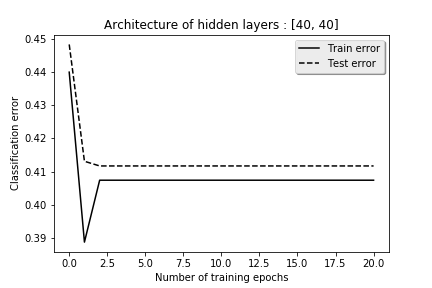 Architecture of hidden layers : [40, 40]
Train error
Test error
Classification error
0.45
0.44
0.43
0.42
0.41
0.40
0.39
0.0 2.5 5.0 7.5 10.0 12.5 15.0 17.5 20.0
Number of training epochs